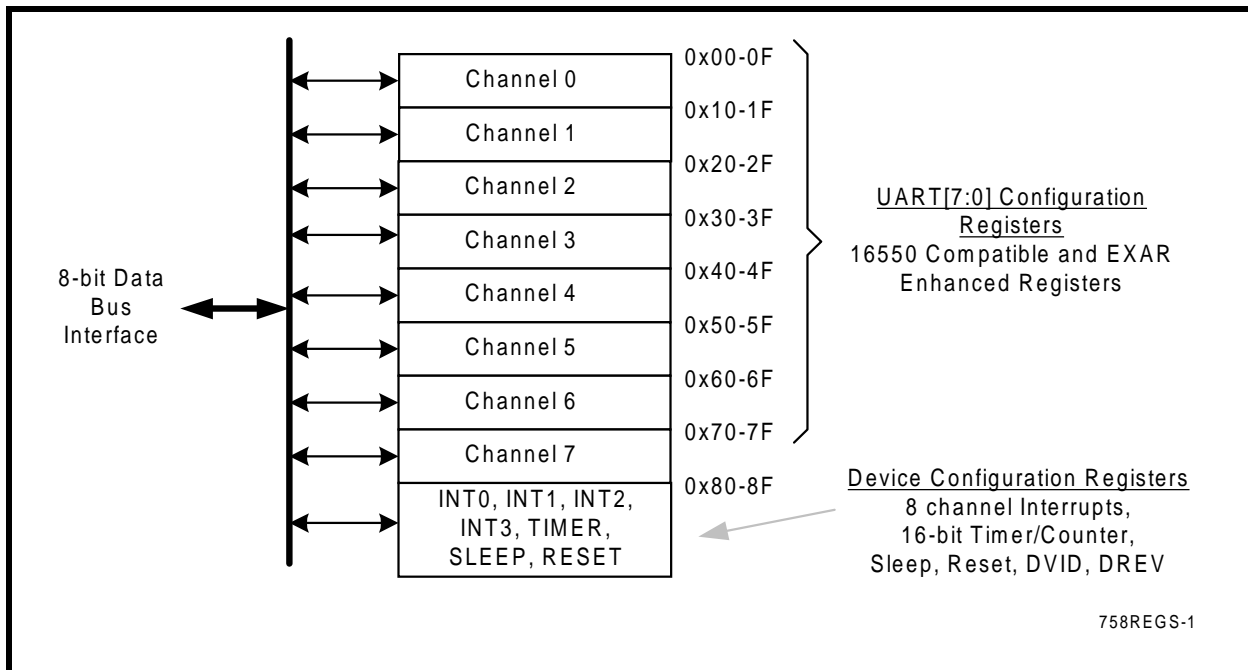 8-bit Data
Bus
Interface
Channel 0
Channel 1
Channel 2
Channel 3
Channel 4
Channel 5
Channel 6
Channel 7
INT0, INT1, INT2,
INT3, TIMER,
SLEEP, RESET
0x00-0F
0x10-1F
0x20-2F
0x30-3F
0x40-4F
0x50-5F
0x60-6F
0x70-7F
0x80-8F
UART[7:0] Configuration
Registers
16550 Compatible and EXAR
Enhanced Registers
Device Configuration Registers
8 channel Interrupts,
16-bit Timer/Counter,
Sleep, Reset, DVID, DREV
758REGS-1